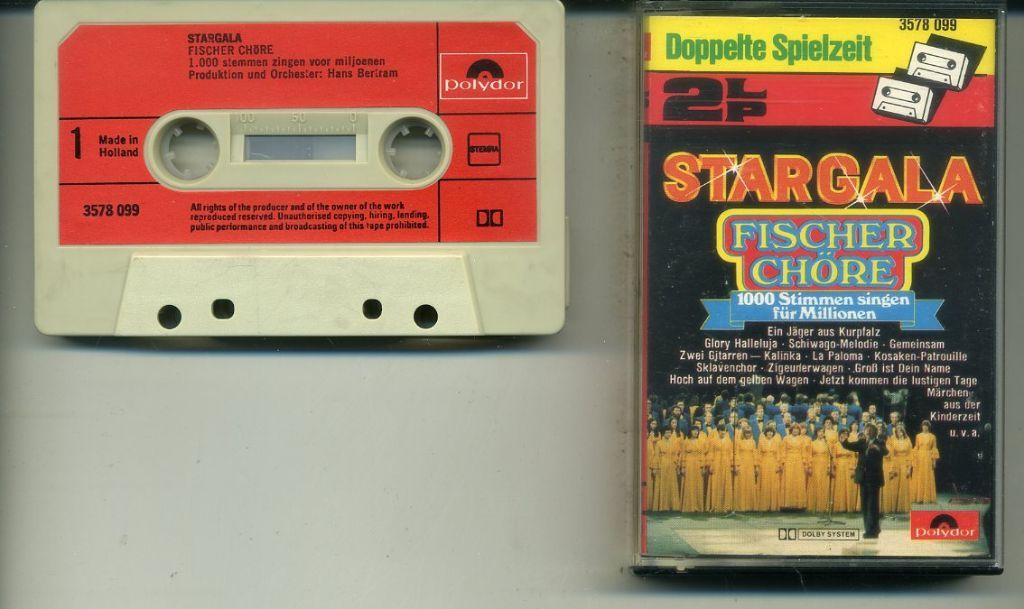 STARGALA
FISCHER CHöRE
1.000 stemmen zingen voor miljoenen
Produktion und Orchester: Hans Bertram
polydor
1
Made in
Holland
100 50 0
STEMRA
3578 099
All rights of the producer and of the owner of the work
reproduced reserved. Unauthorised copying, hiring, lending,
public performance and broadcasting of this tape prohibited.
3578 099
Doppelte Spielzeit
2LP
STARGALA
FISCHER
CHÖRE
1000 Stimmen singen
für Millionen
Ein Jäger aus Kurpfalz
Glory Halleluja · Schiwago-Melodie · Gemeinsam
Zwei Gjtarren — Kalinka · La Paloma · Kosaken-Patrouille
Sklavenchor · Zigeunerwagen · Groß ist Dein Name
Hoch auf dem gelben Wagen · Jetzt kommen die lustigen Tage
Märchen
aus der
Kinderzeit
u. v. a.
DOLBY SYSTEM
polydor